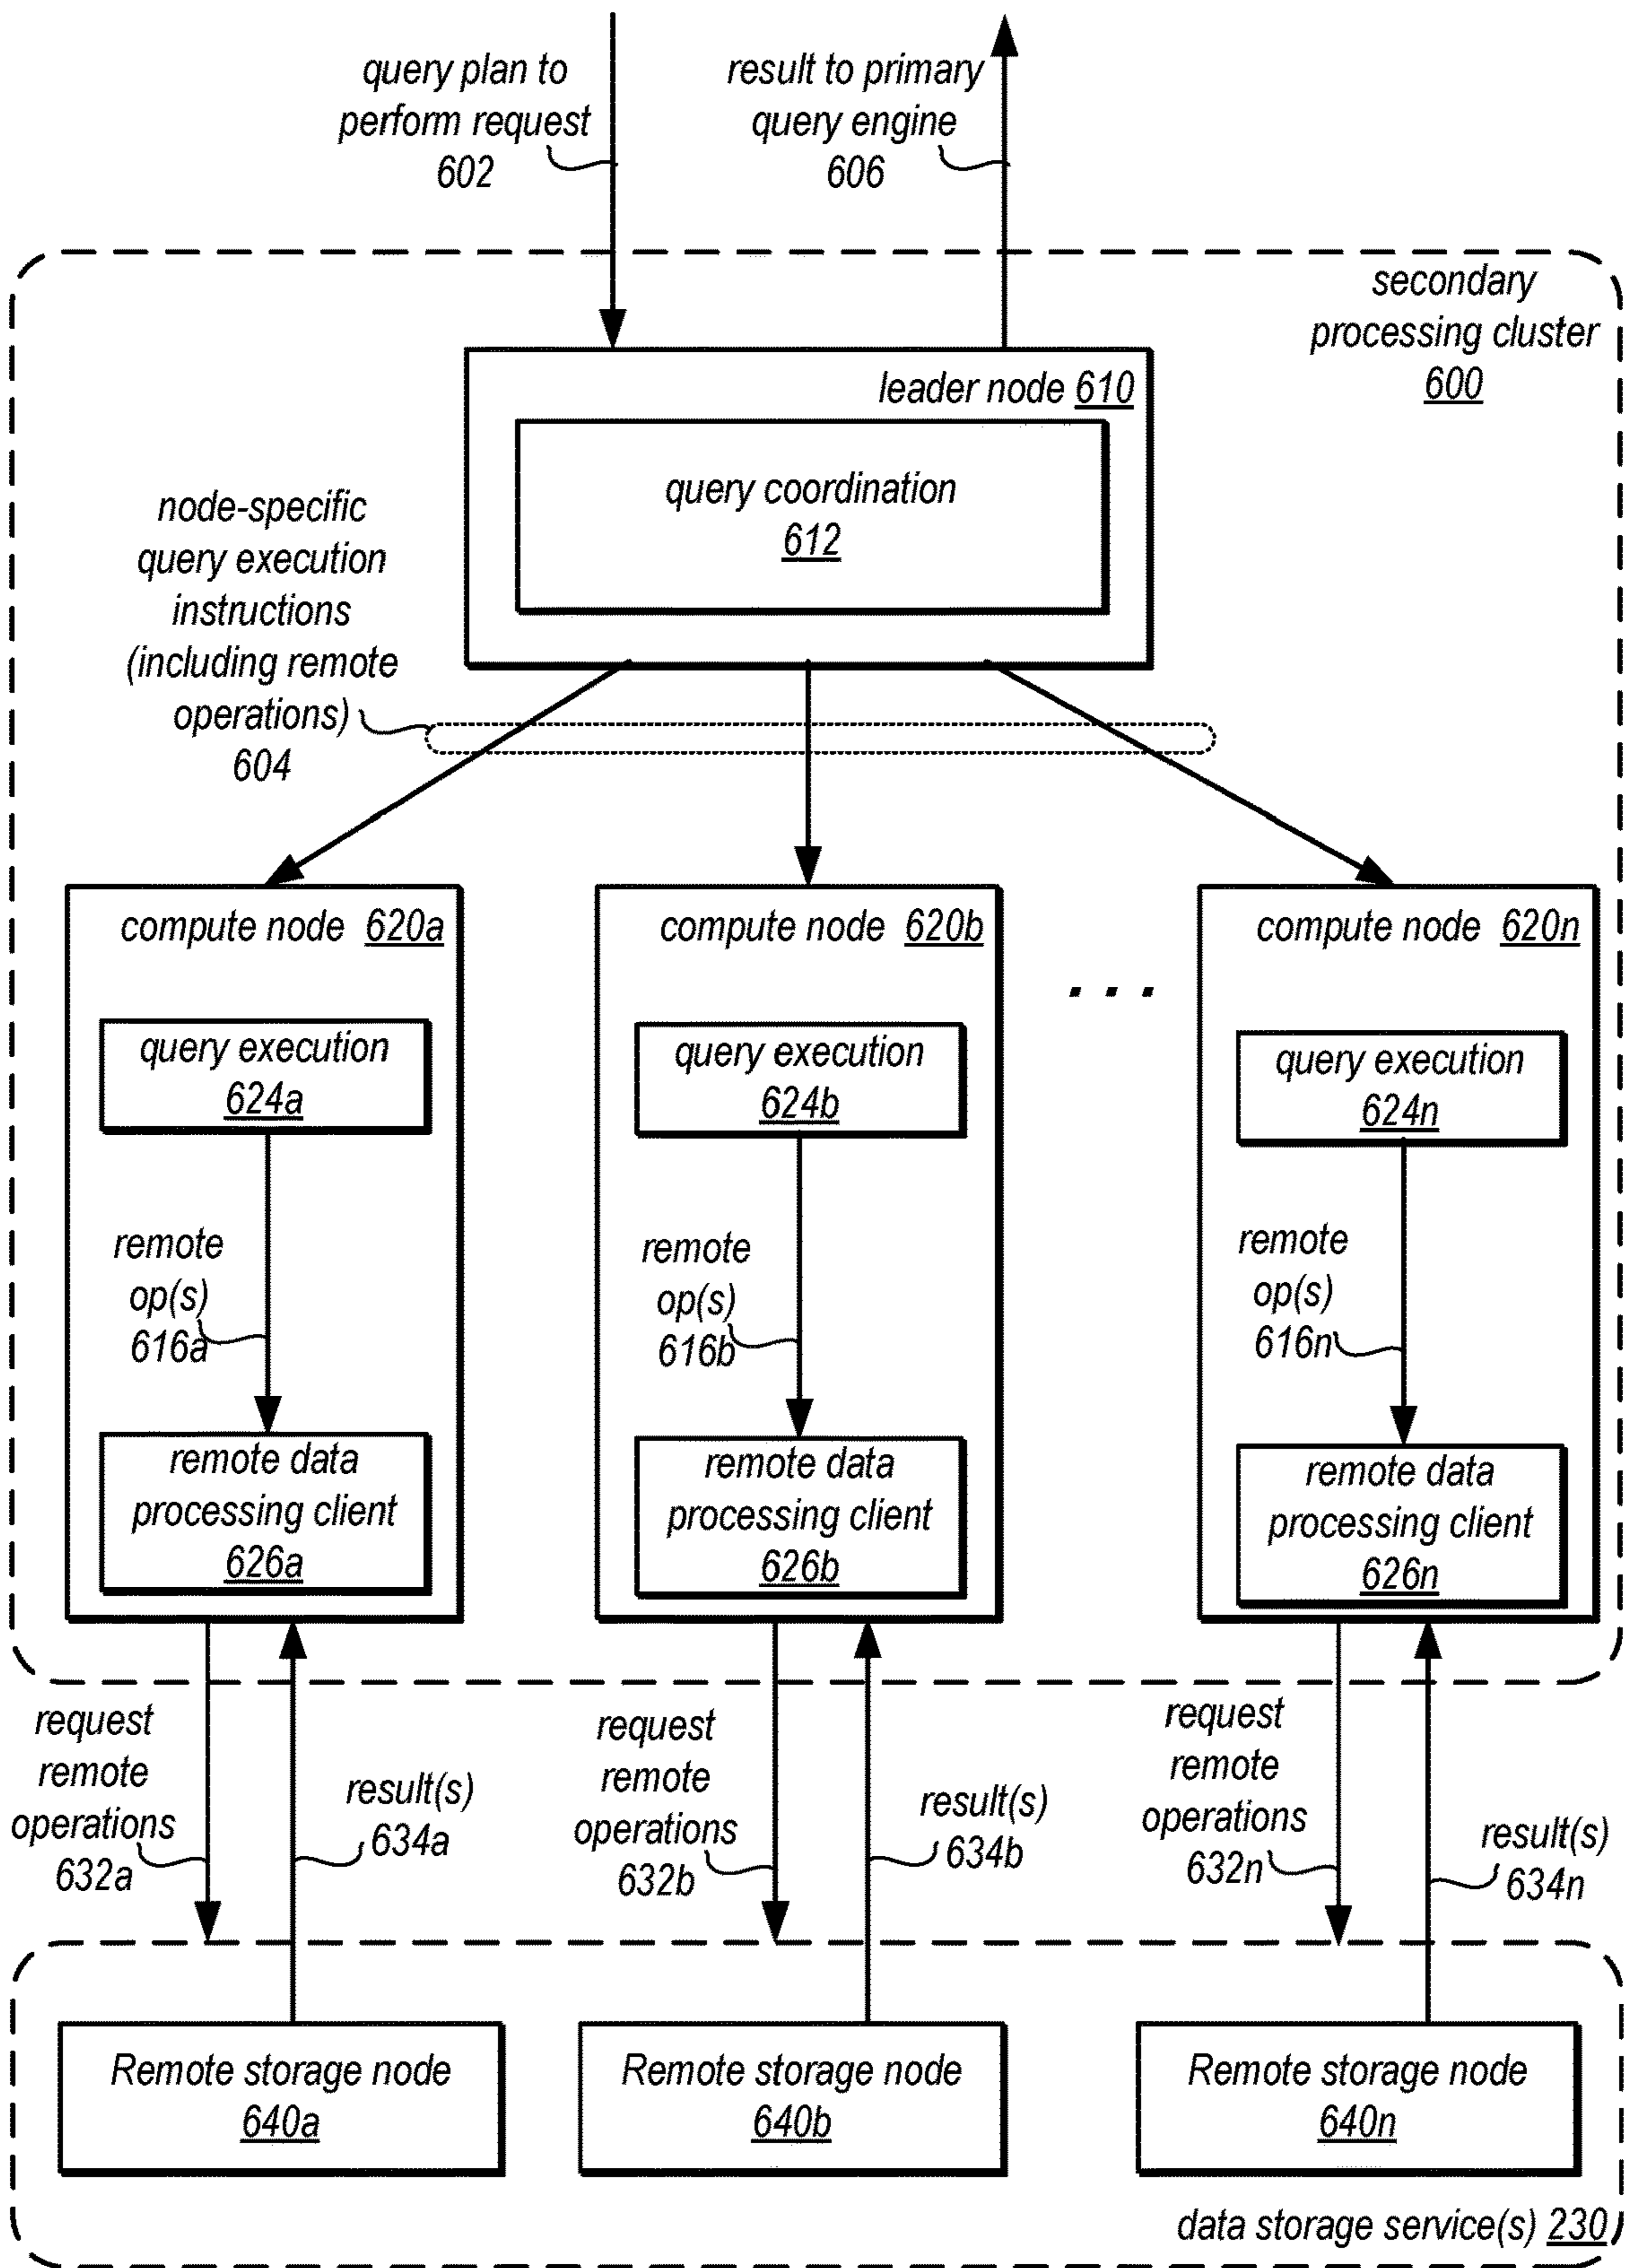 query plan to
perform request
602
result to primary
query engine
606
secondary
processing cluster
600
leader node 610
query coordination
612
node-specific
query execution
instructions
(including remote
operations)
604
compute node 620a
query execution
624a
remote
op(s)
616a
remote data
processing client
626a
compute node 620b
query execution
624b
remote
op(s)
616b
remote data
processing client
626b
. . .
compute node 620n
query execution
624n
remote
op(s)
616n
remote data
processing client
626n
request
remote
operations
632a
result(s)
634a
request
remote
operations
632b
result(s)
634b
request
remote
operations
632n
result(s)
634n
Remote storage node
640a
Remote storage node
640b
Remote storage node
640n
data storage service(s) 230